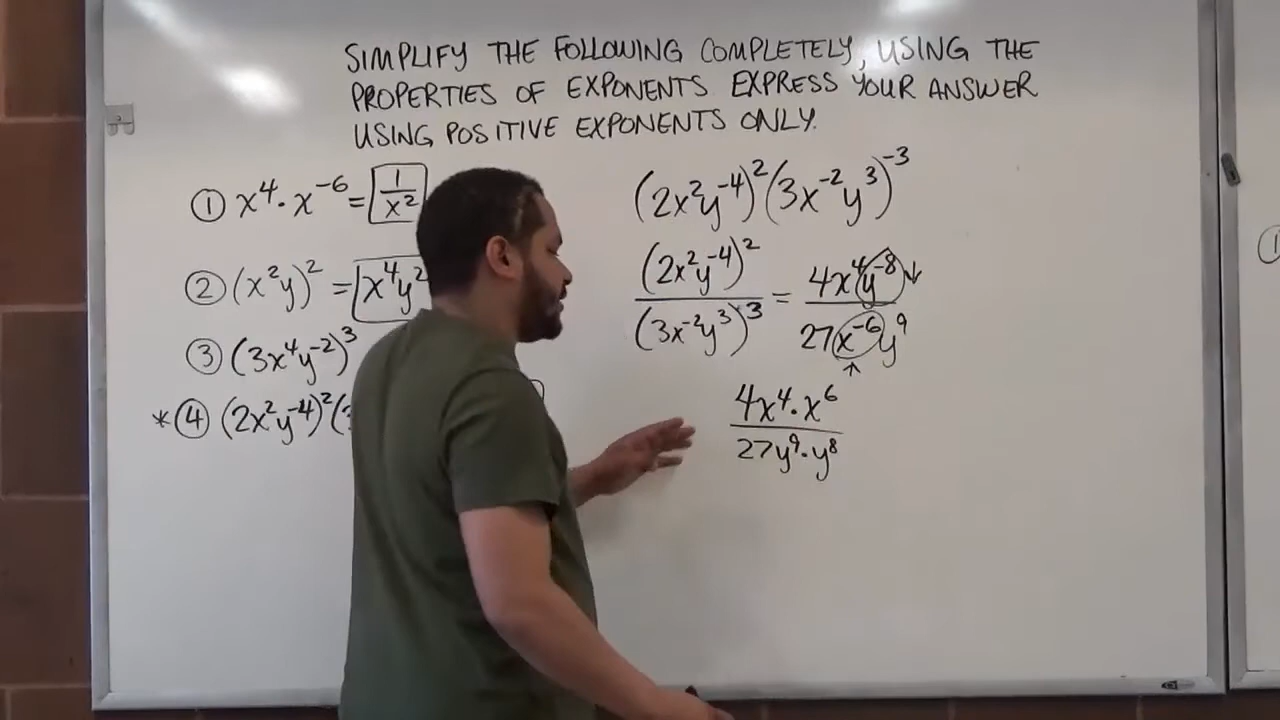 SIMPLIFY THE FOLLOWING COMPLETELY, USING THE
PROPERTIES OF EXPONENTS EXPRESS YOUR ANSWER
USING POSITIVE EXPONENTS ONLY.
① x⁴·x⁻⁶ = 1/x²
② (x²y)² = x⁴y²
③ (3x⁴y⁻²)³
*④ (2x²y⁻⁴)²(
(2x²y⁻⁴)²(3x⁻²y³)⁻³
(2x²y⁻⁴)²/(3x⁻²y³)³ = 4x⁴y⁻⁸↓/27x⁻⁶y⁹
↑
4x⁴·x⁶/27y⁹·y⁸
①